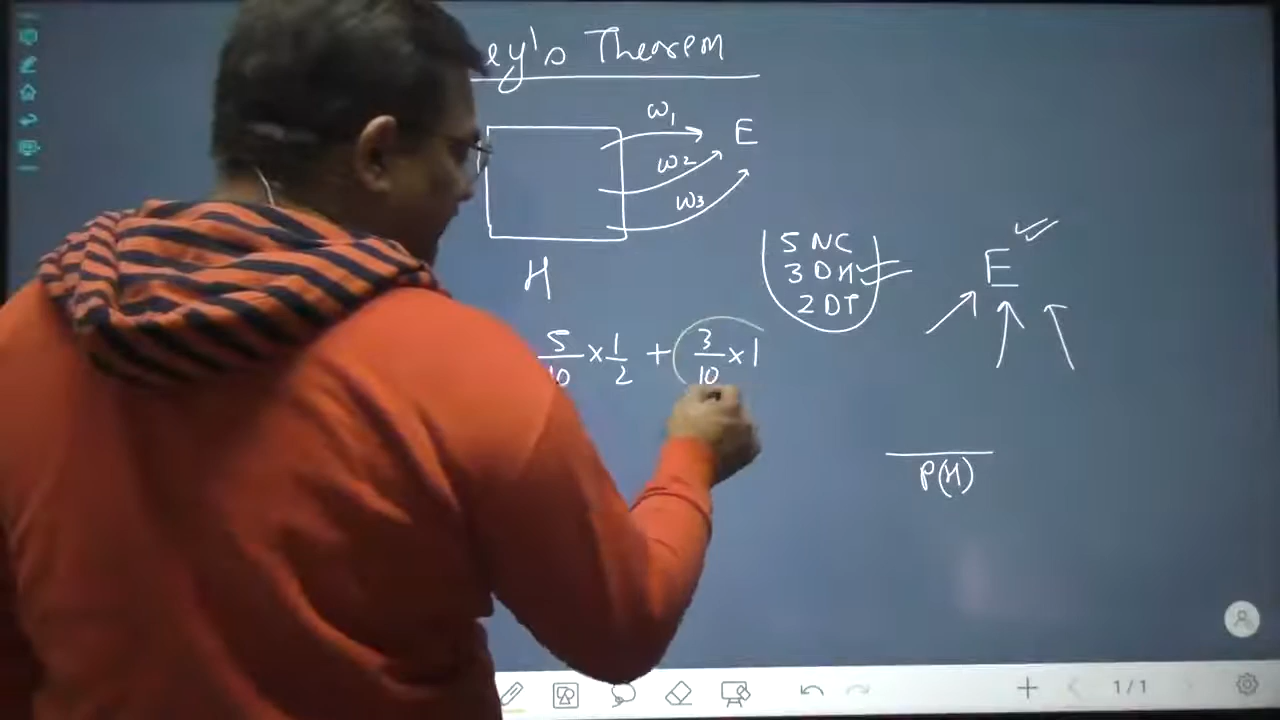 ey's Theorem
ω1
E
ω2
ω3
5 NC
3 DH
2 DT
E
H
5/10 × 1/2 + 3/10 × 1
P(H)
1/1